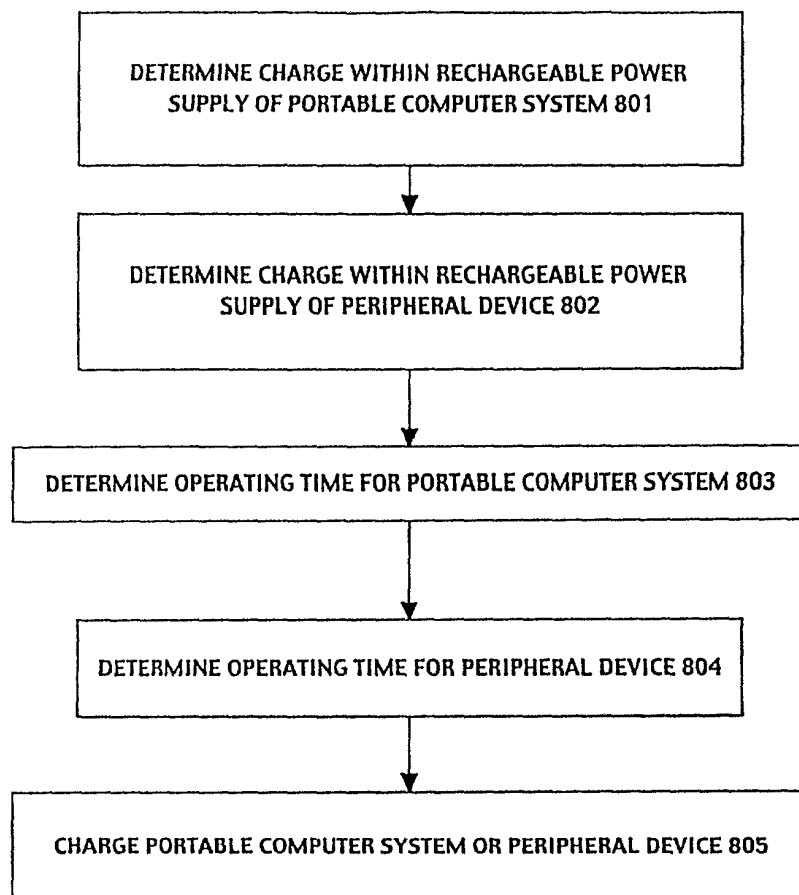 DETERMINE CHARGE WITHIN RECHARGEABLE POWER
SUPPLY OF PORTABLE COMPUTER SYSTEM 801
DETERMINE CHARGE WITHIN RECHARGEABLE POWER
SUPPLY OF PERIPHERAL DEVICE 802
DETERMINE OPERATING TIME FOR PORTABLE COMPUTER SYSTEM 803
DETERMINE OPERATING TIME FOR PERIPHERAL DEVICE 804
CHARGE PORTABLE COMPUTER SYSTEM OR PERIPHERAL DEVICE 805